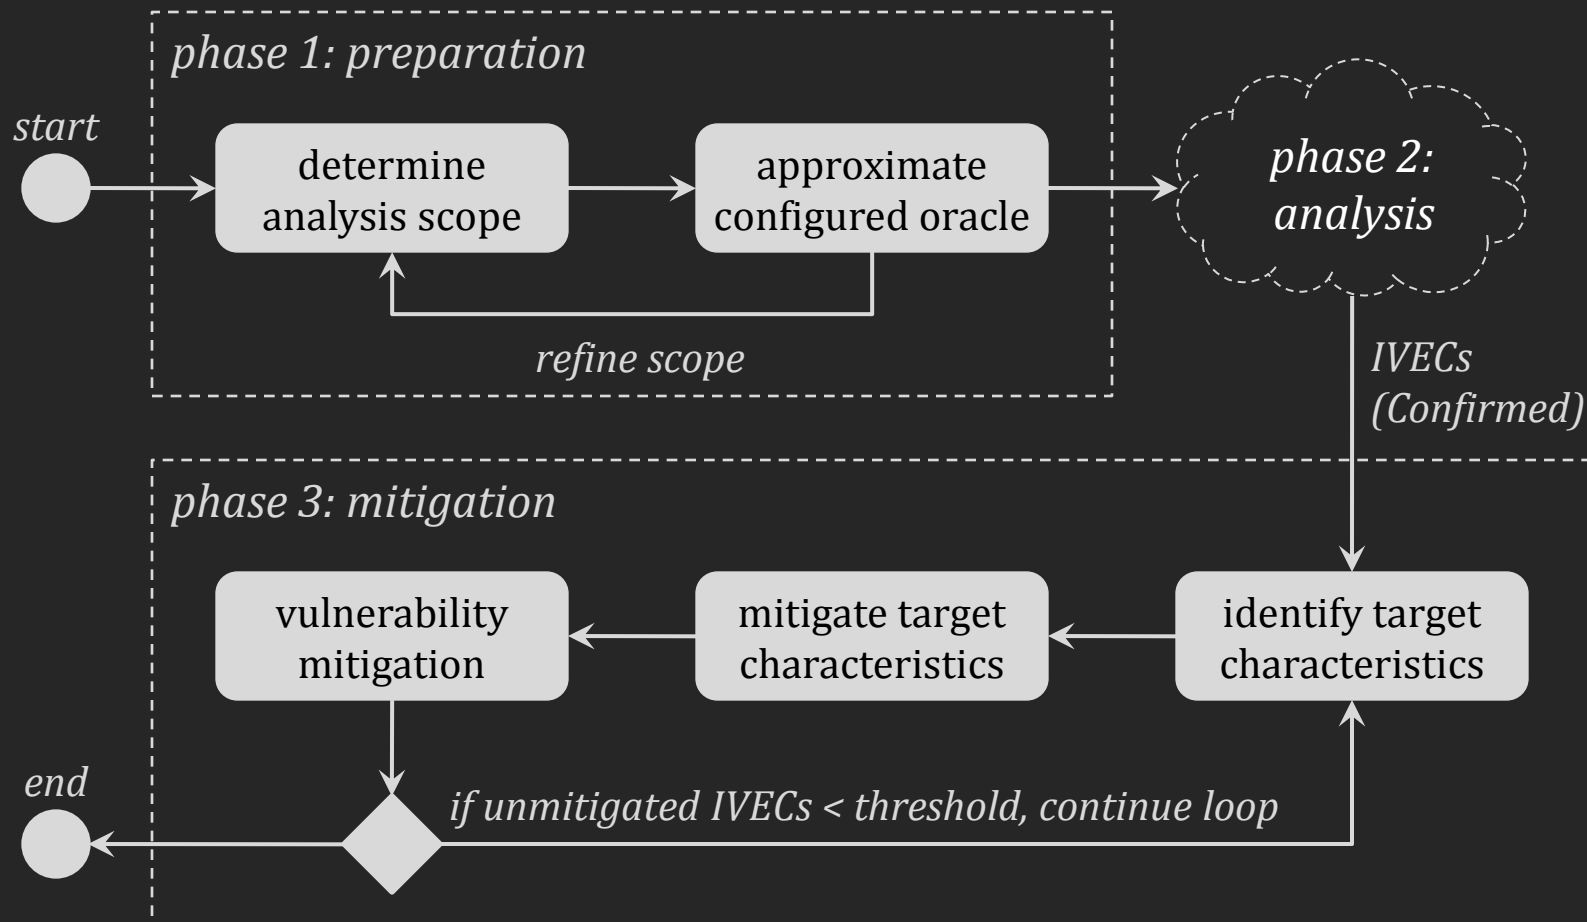 phase 1: preparation
start
determine
analysis scope
approximate
configured oracle
refine scope
phase 2:
analysis
IVECs
(Confirmed)
phase 3: mitigation
vulnerability
mitigation
mitigate target
characteristics
identify target
characteristics
end
if unmitigated IVECs < threshold, continue loop